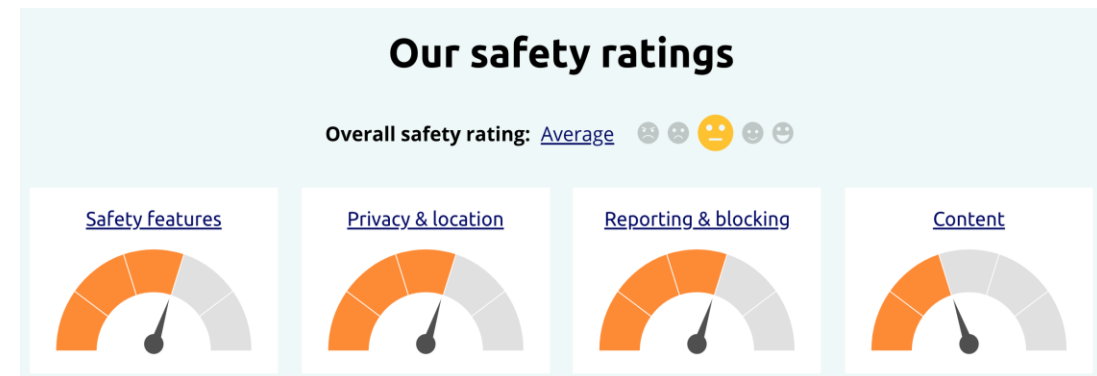 Our safety ratings
Overall safety rating: Average
Safety features
Privacy & location
Reporting & blocking
Content